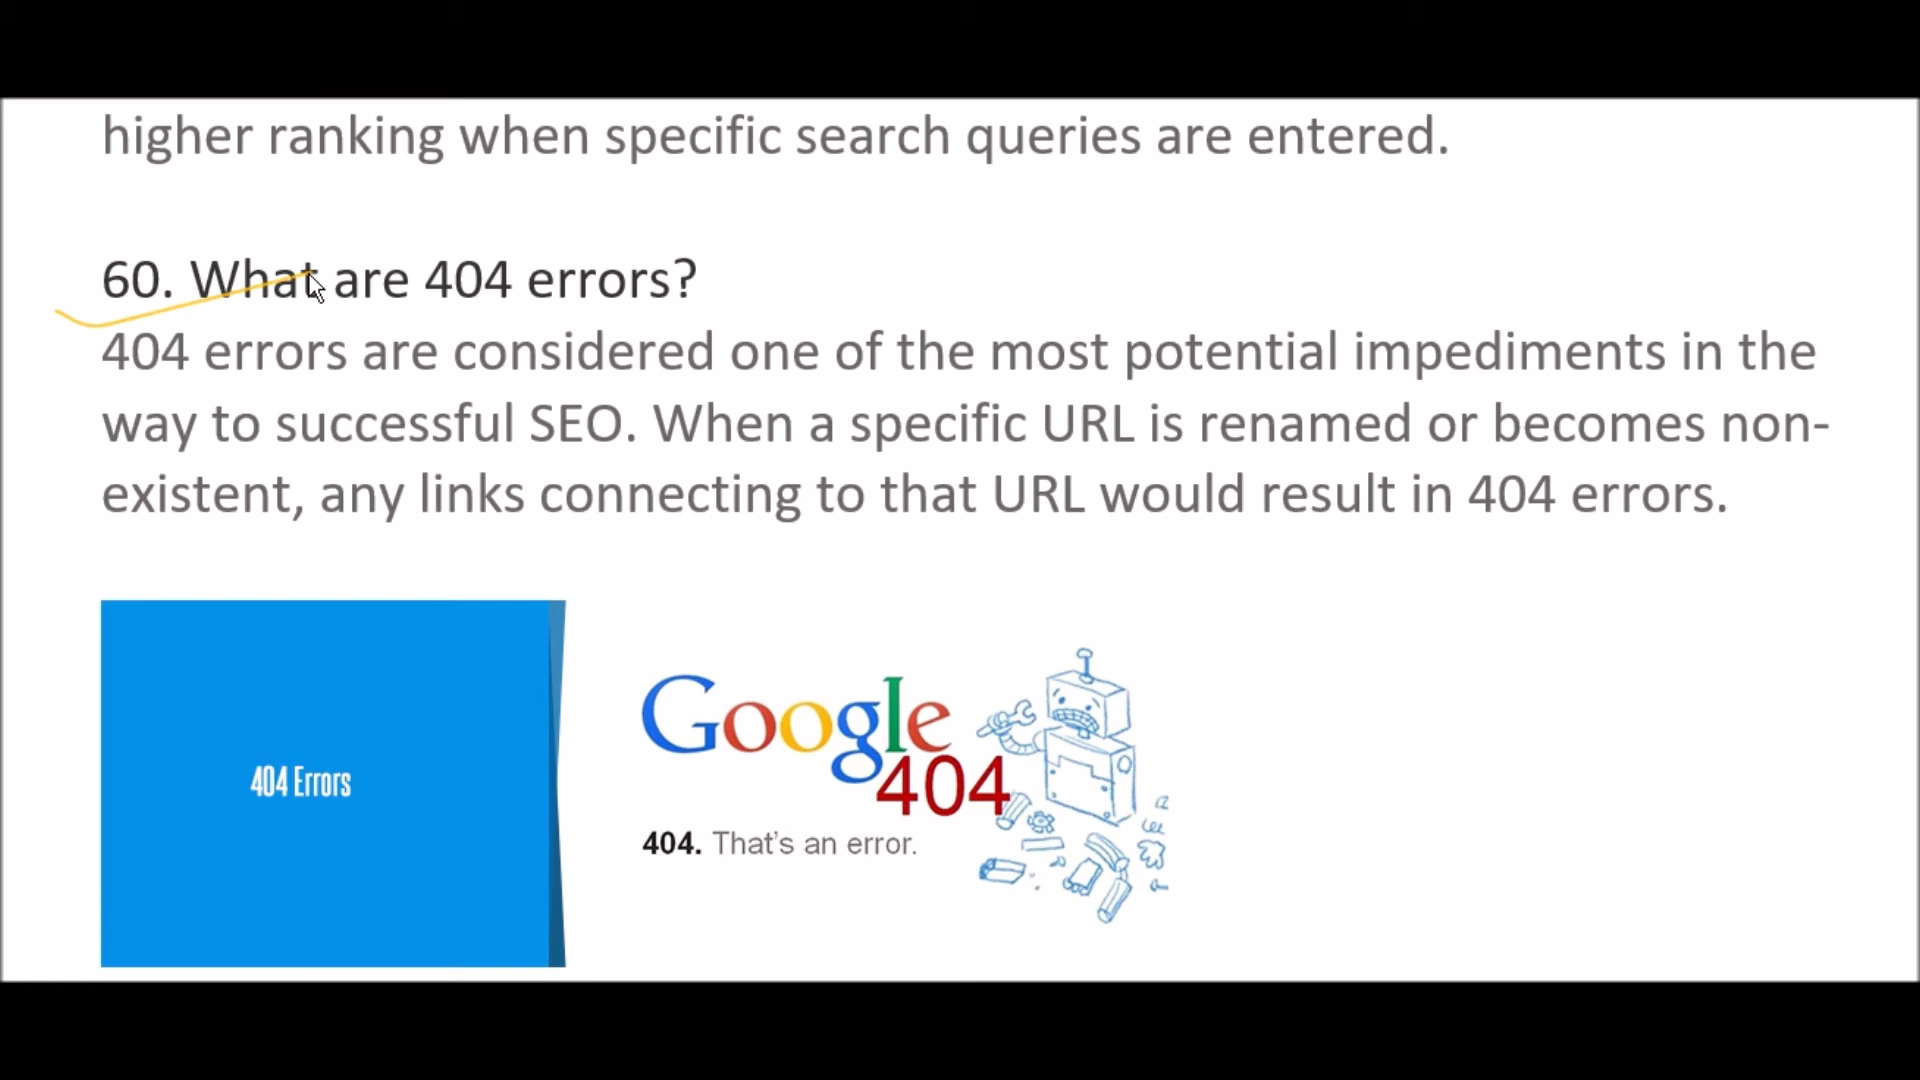 higher ranking when specific search queries are entered.
60. What are 404 errors?
404 errors are considered one of the most potential impediments in the
way to successful SEO. When a specific URL is renamed or becomes non-
existent, any links connecting to that URL would result in 404 errors.
404 Errors
Google
404
404. That's an error.